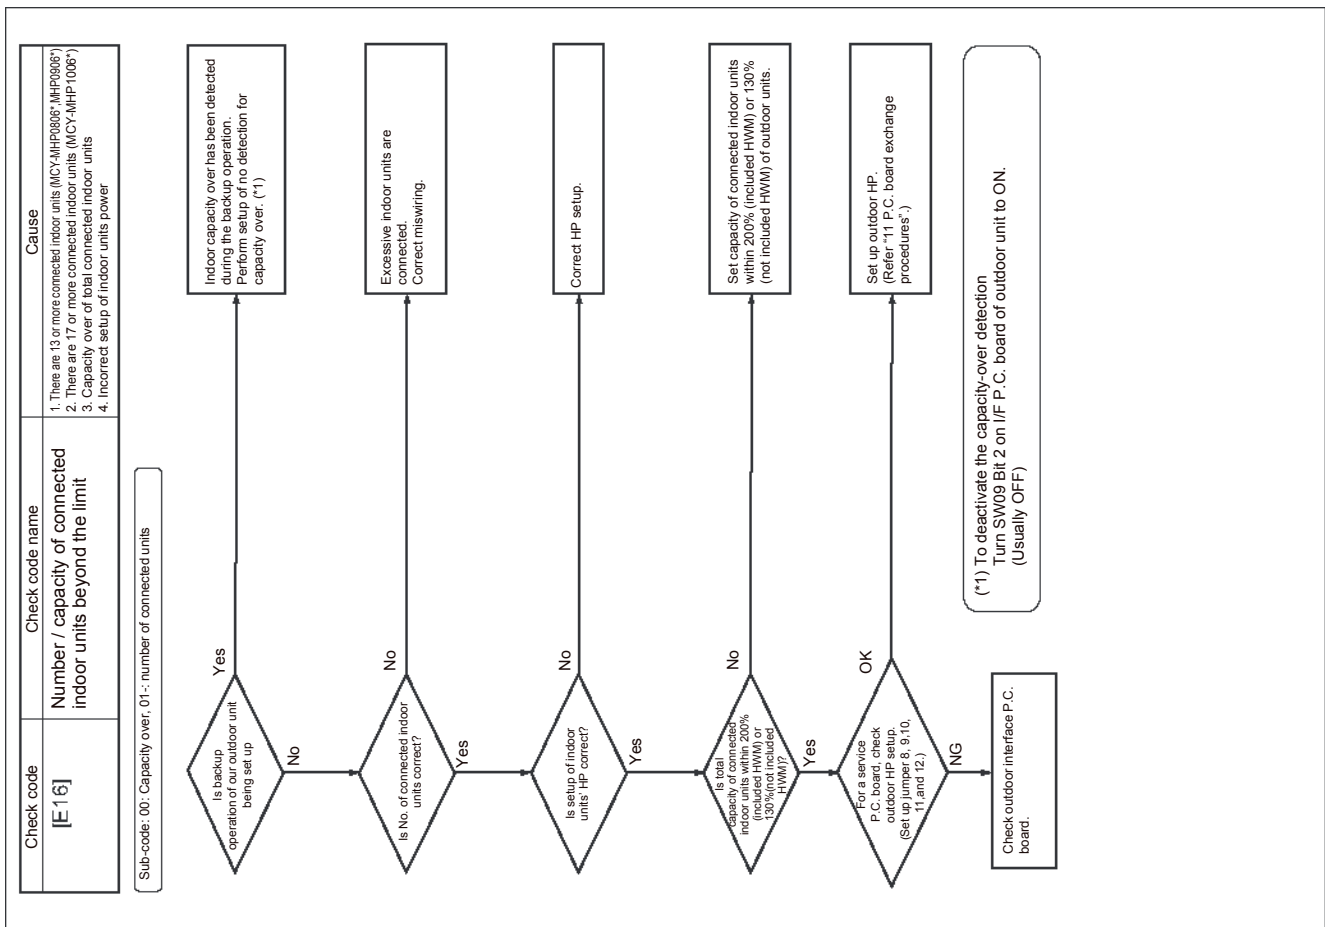 Check code
Check code name
Cause
[E16]
Number / capacity of connected
indoor units beyond the limit
1. There are 13 or more connected indoor units (MCY-MHP0806*,MHP0906*)
2. There are 17 or more connected indoor units (MCY-MHP1006*)
3. Capacity over of total connected indoor units
4. Incorrect setup of indoor units power
Sub-code: 00: Capacity over, 01-: number of connected units
Is backup
operation of our outdoor unit
being set up
Yes
Indoor capacity over has been detected
during the backup operation.
Perform setup of no detection for
capacity over. (*1)
No
Is No. of connected indoor
units correct?
No
Excessive indoor units are
connected.
Correct miswiring.
Yes
Is setup of indoor
units' HP correct?
No
Correct HP setup.
Yes
Is total
capacity of connected
indoor units within 200%
(included HWM) or
130%(not included
HWM)?
No
Set capacity of connected indoor units
within 200% (included HWM) or 130%
(not included HWM) of outdoor units.
Yes
For a service
P.C. board, check
outdoor HP setup.
(Set up jumper 8, 9,10,
11,and 12.)
OK
Set up outdoor HP.
(Refer "11 P.C. board exchange
procedures".)
NG
Check outdoor interface P.C.
board.
(*1) To deactivate the capacity-over detection
Turn SW09 Bit 2 on I/F P.C. board of outdoor unit to ON.
(Usually OFF)